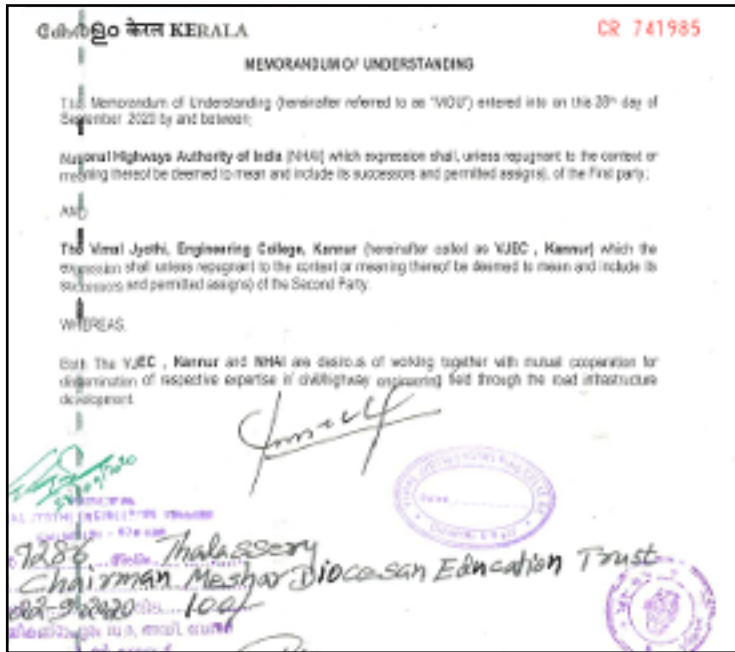 കേരളം केरल KERALA
CR 741985
MEMORANDUM OF UNDERSTANDING
This Memorandum of Understanding (hereinafter referred to as "MOU") entered into on this 28th day of
September 2020 by and between;
National Highways Authority of India (NHAI) which expression shall, unless repugnant to the context or
meaning thereof be deemed to mean and include its successors and permitted assigns), of the First party;
AND
The Vimal Jyothi, Engineering College, Kannur (hereinafter called as VJEC , Kannur) which the
expression shall unless repugnant to the context or meaning thereof be deemed to mean and include its
successors and permitted assigns) of the Second Party.
WHEREAS,
Both The VJEC , Kannur and NHAI are desirous of working together with mutual cooperation for
dissemination of respective expertise in civil/highway engineering field through the road infrastructure
development
PRINCIPAL
9286 Thalassery
Chairman Meshar Diocesan Education Trust
22-9-2020 100/